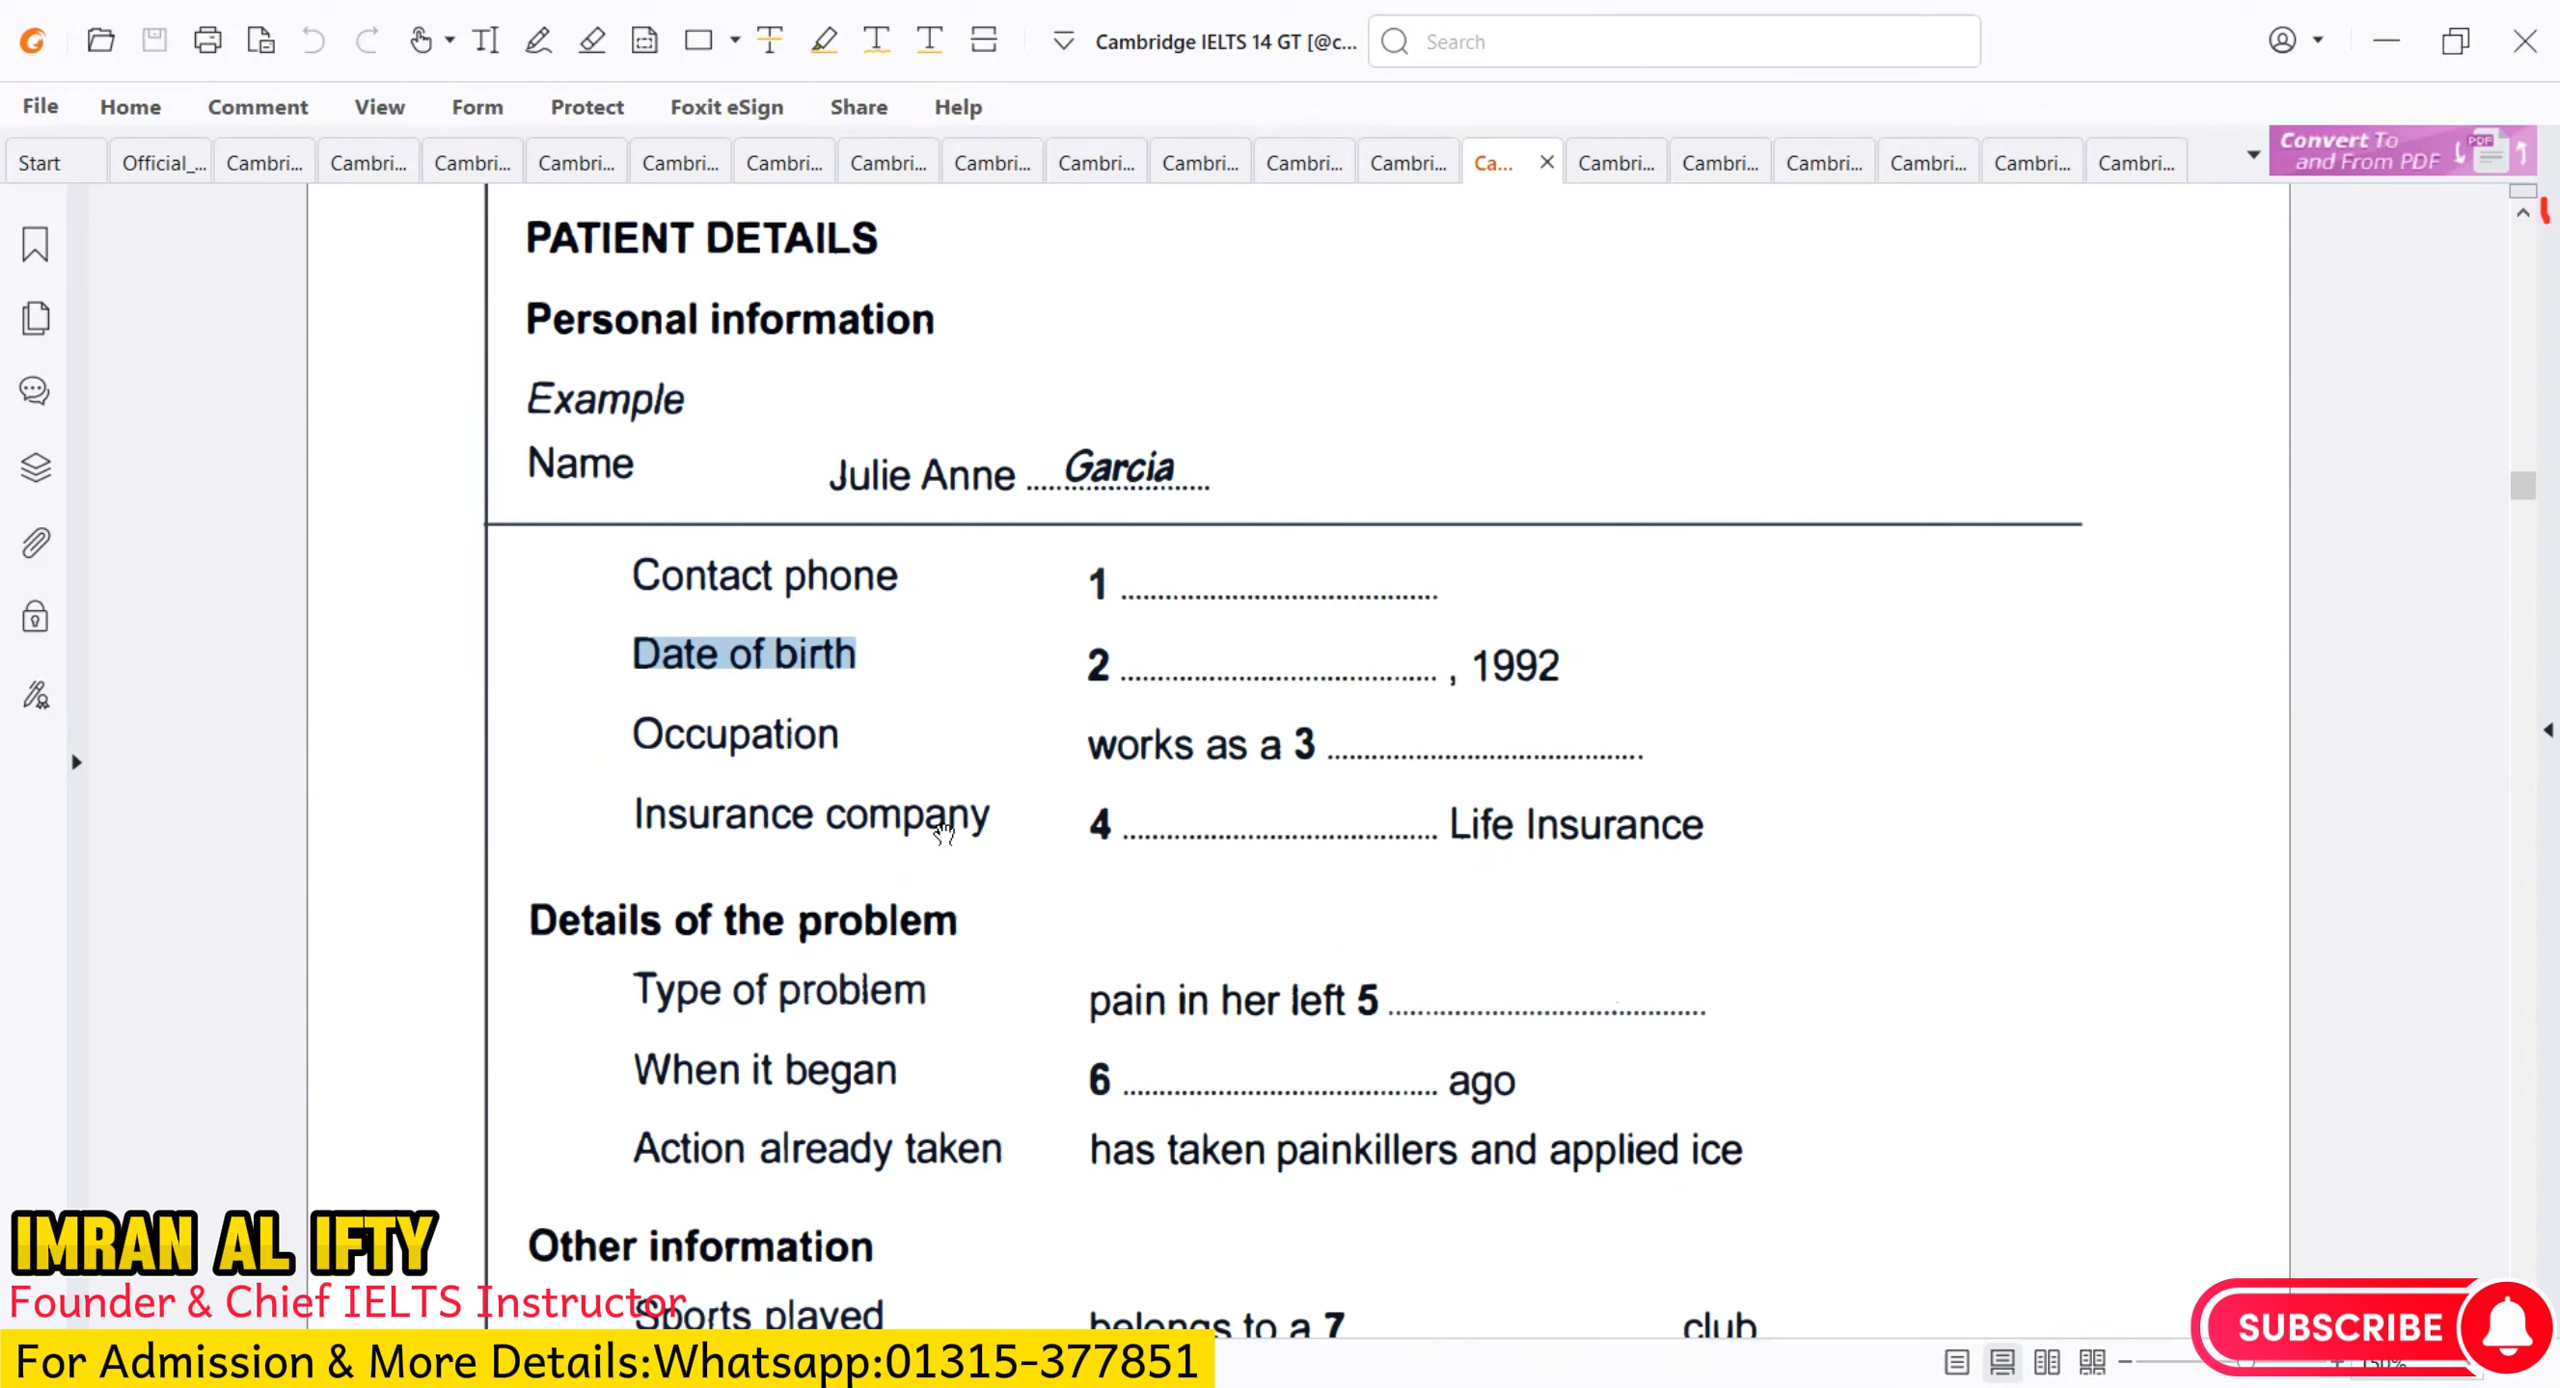 Cambridge IELTS 14 GT [@c...
Search
File Home Comment View Form Protect Foxit eSign Share Help
Start Official_... Cambri... Cambri... Cambri... Cambri... Cambri... Cambri... Cambri... Cambri... Cambri... Cambri... Cambri... Cambri... Ca... Cambri... Cambri... Cambri... Cambri... Cambri... Cambri...
Convert To
and From PDF
PDF
PATIENT DETAILS
Personal information
Example
Name Julie Anne ....Garcia....
Contact phone 1 ....................
Date of birth 2 .................... , 1992
Occupation works as a 3 ....................
Insurance company 4 .................... Life Insurance
Details of the problem
Type of problem pain in her left 5 ....................
When it began 6 .................... ago
Action already taken has taken painkillers and applied ice
Other information
Sports played belongs to a 7 club
IMRAN AL IFTY
Founder & Chief IELTS Instructor
For Admission & More Details:Whatsapp:01315-377851
SUBSCRIBE
150%